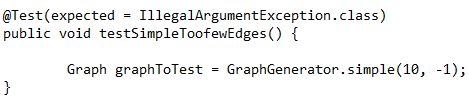 @Test(expected = IllegalArgumentException.class)
public void testSimpleToofewEdges() {
Graph graphToTest = GraphGenerator.simple(10, -1);
}